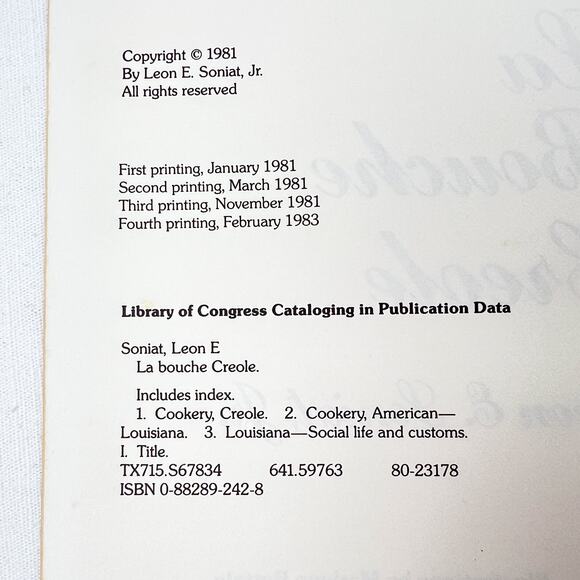 Copyright © 1981
By Leon E. Soniat, Jr.
All rights reserved
First printing, January 1981
Second printing, March 1981
Third printing, November 1981
Fourth printing, February 1983
Library of Congress Cataloging in Publication Data
Soniat, Leon E
La bouche Creole.
Includes index.
1. Cookery, Creole. 2. Cookery, American—
Louisiana. 3. Louisiana—Social life and customs.
I. Title.
TX715.S67834 641.59763 80-23178
ISBN 0-88289-242-8
La
Bouche
Creole